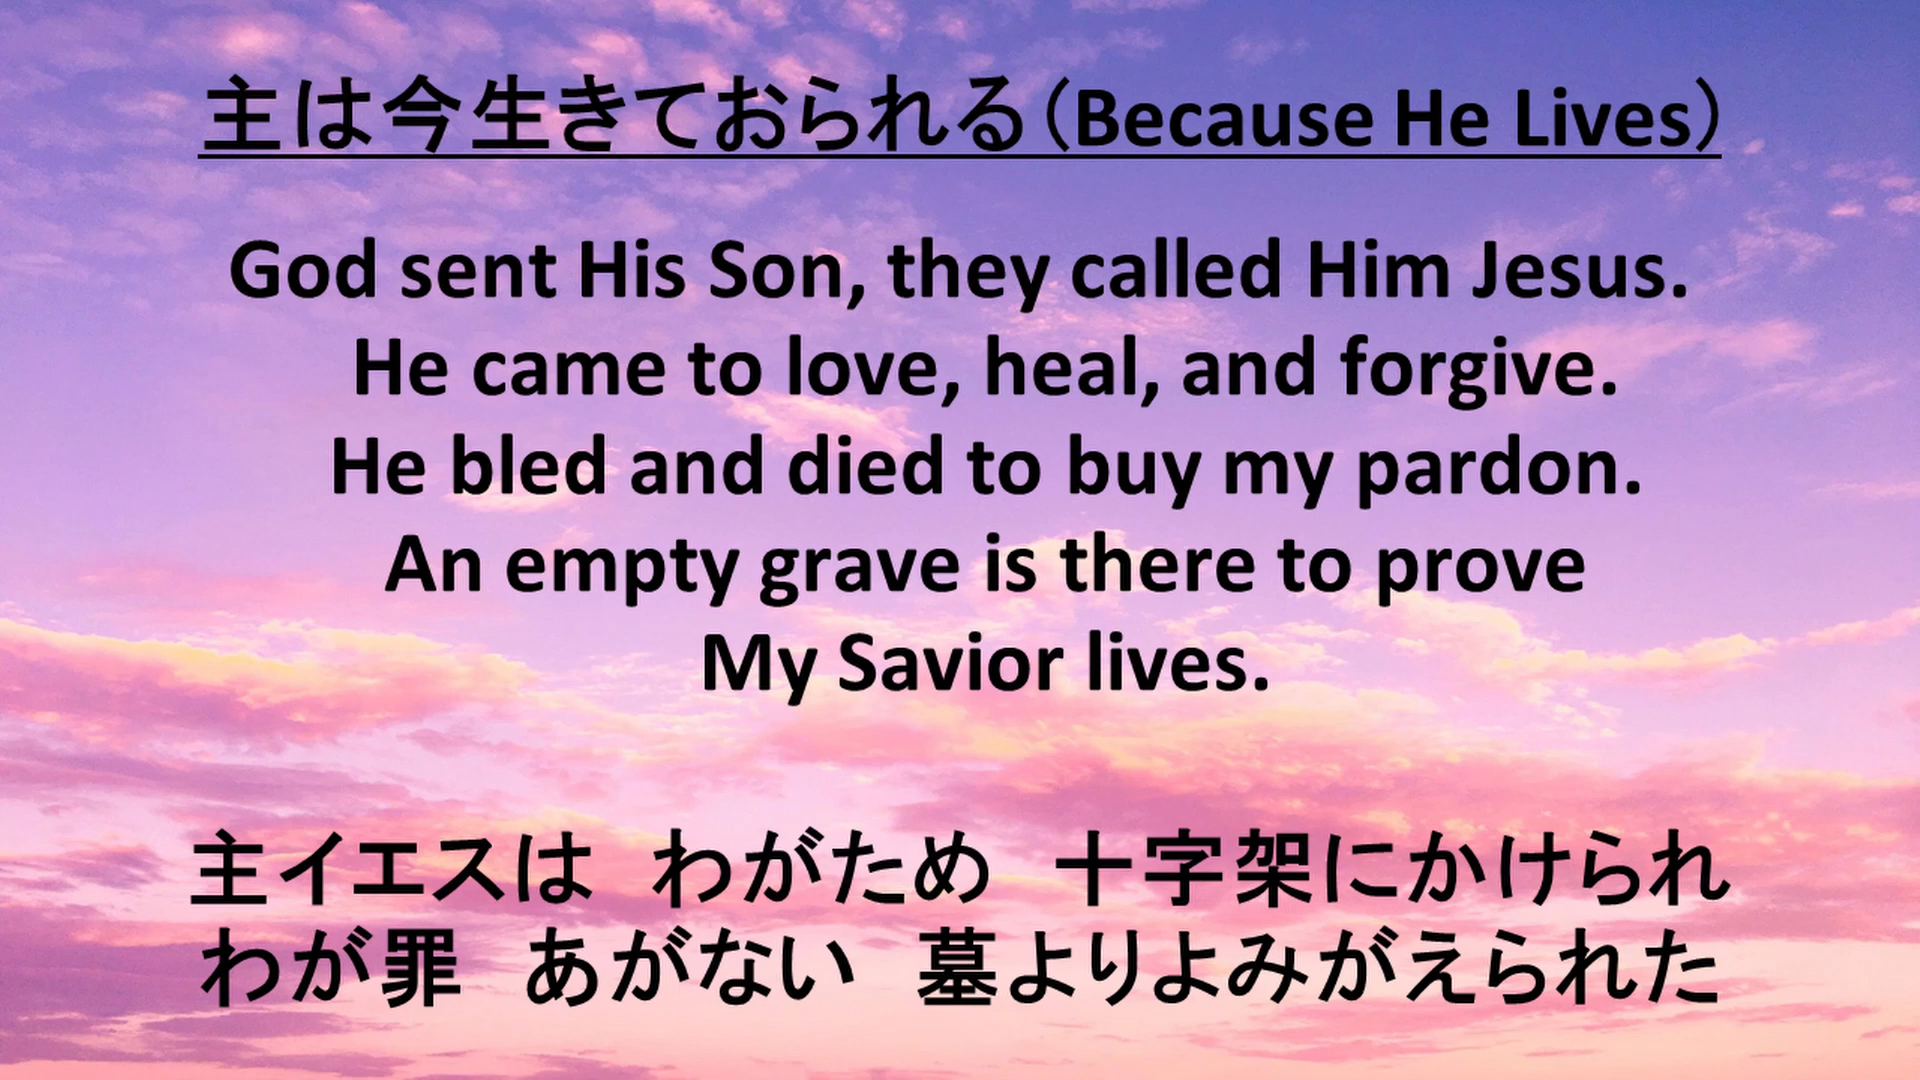 主は今生きておられる（Because He Lives）
God sent His Son, they called Him Jesus.
He came to love, heal, and forgive.
He bled and died to buy my pardon.
An empty grave is there to prove
My Savior lives.
主イエスは　わがため　十字架にかけられ
わが罪　あがない　墓よりよみがえられた